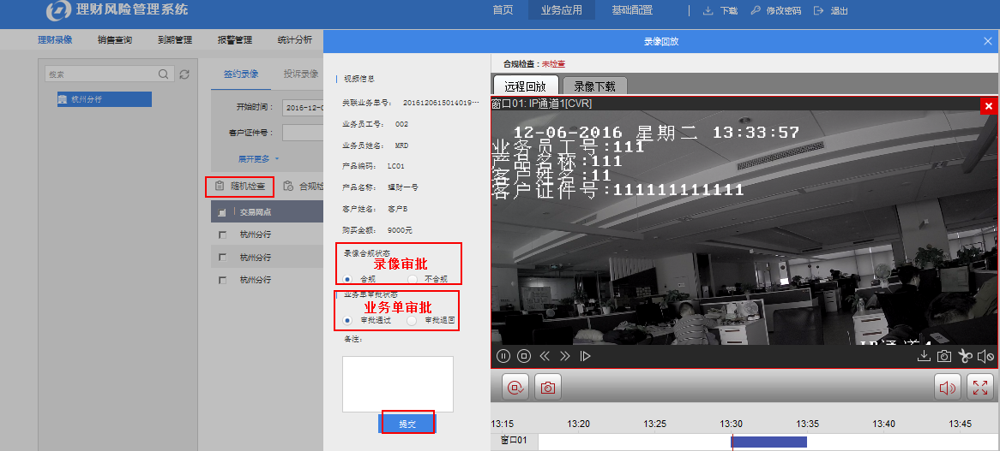 理财风险管理系统
首页 业务应用 基础配置 下载 修改密码 退出
理财录像 销售查询 到期管理 报警管理 统计分析
录像回放
搜索
杭州分行
签约录像 投诉录像
开始时间： 2016-12-0
客户证件号：
展开更多
随机检查 合规检
交易网点
杭州分行
杭州分行
杭州分行
视频信息
关联业务单号： 2016120615014019···
业务员工号： 002
业务员姓名： MRD
产品编码： LC01
产品名称： 理财一号
客户姓名： 客户B
购买金额： 9000元
录像合规状态
录像审批
合规 不合规
业务单审批状态
业务单审批
审批通过 审批退回
备注：
提交
合规检查：未检查
远程回放 录像下载
窗口01: IP通道1[CVR]
12-06-2016 星期二 13:33:57
业务员工号:111
产品名称:111
客户姓名:11
客户证件号:111111111111
IP通道1
13:15 13:20 13:25 13:30 13:35 13:40 13:45
窗口01